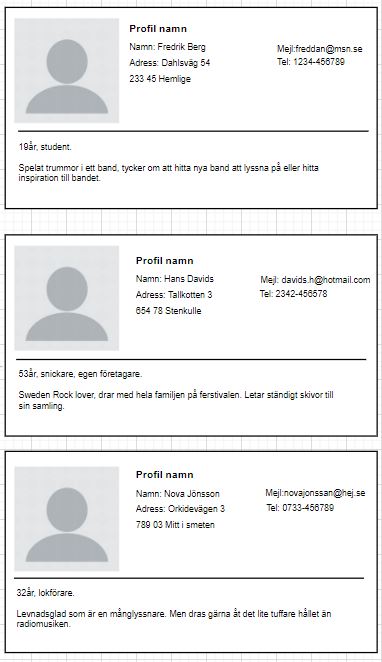 Profil namn
Namn: Fredrik Berg
Mejl:freddan@msn.se
Adress: Dahlsväg 54
Tel: 1234-456789
233 45 Hemlige
19år, student.
Spelat trummor i ett band, tycker om att hitta nya band att lyssna på eller hitta
inspiration till bandet.
Profil namn
Namn: Hans Davids
Mejl: davids.h@hotmail.com
Adress: Tallkotten 3
Tel: 2342-456578
654 78 Stenkulle
53år, snickare, egen företagare.
Sweden Rock lover, drar med hela familjen på ferstivalen. Letar ständigt skivor till
sin samling.
Profil namn
Namn: Nova Jönsson
Mejl:novajonssan@hej.se
Adress: Orkidevägen 3
Tel: 0733-456789
789 03 Mitt i smeten
32år, lokförare.
Levnadsglad som är en månglyssnare. Men dras gärna åt det lite tuffare hållet än
radiomusiken.